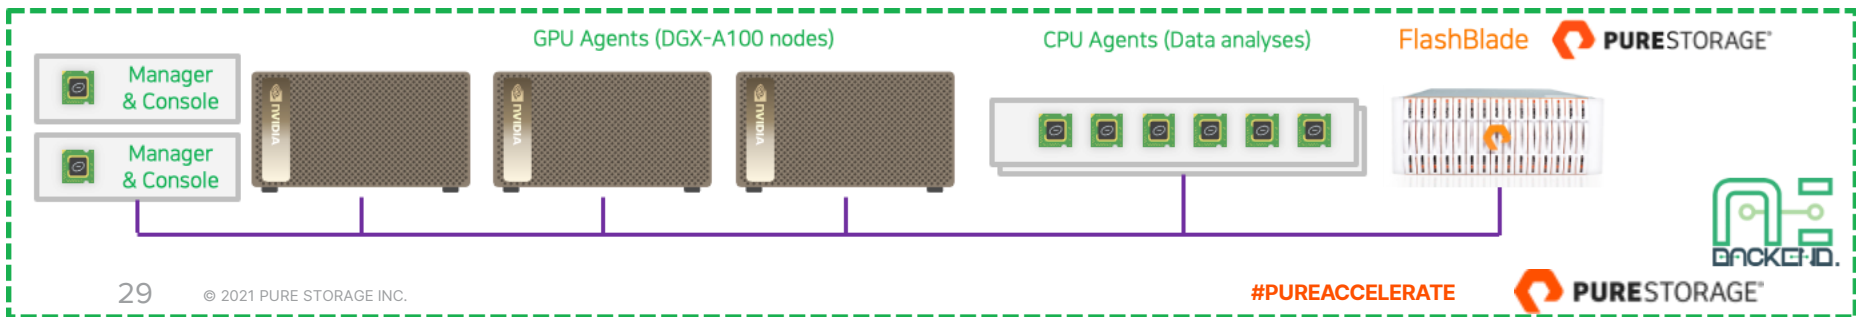 GPU Agents (DGX-A100 nodes)
CPU Agents (Data analyses)
FlashBlade
PURESTORAGE®
Manager
& Console
Manager
& Console
NVIDIA
NVIDIA
NVIDIA
BACKEND.
29
© 2021 PURE STORAGE INC.
#PUREACCELERATE
PURESTORAGE®